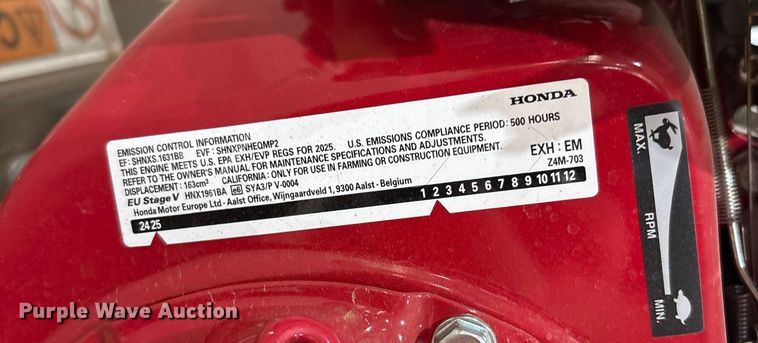 HONDA
EMISSION CONTROL INFORMATION
EF: SHNXS.1631BB EVF: SHNXPNHEQMP2
THIS ENGINE MEETS U.S. EPA EXH/EVP REGS FOR 2025. U.S. EMISSIONS COMPLIANCE PERIOD: 500 HOURS
REFER TO THE OWNER'S MANUAL FOR MAINTENANCE SPECIFICATIONS AND ADJUSTMENTS.
DISPLACEMENT: 163cm³ CALIFORNIA: ONLY FOR USE IN FARMING OR CONSTRUCTION EQUIPMENT.
EXH : EM
EU Stage V HNX1961BA e6 SYA3/P V-0004
Z4M-703
Honda Motor Europe Ltd - Aalst Office, Wijngaardveld 1, 9300 Aalst - Belgium
24 25
1 2 3 4 5 6 7 8 9 10 11 12
MAX.
RPM
MIN.
Purple Wave Auction